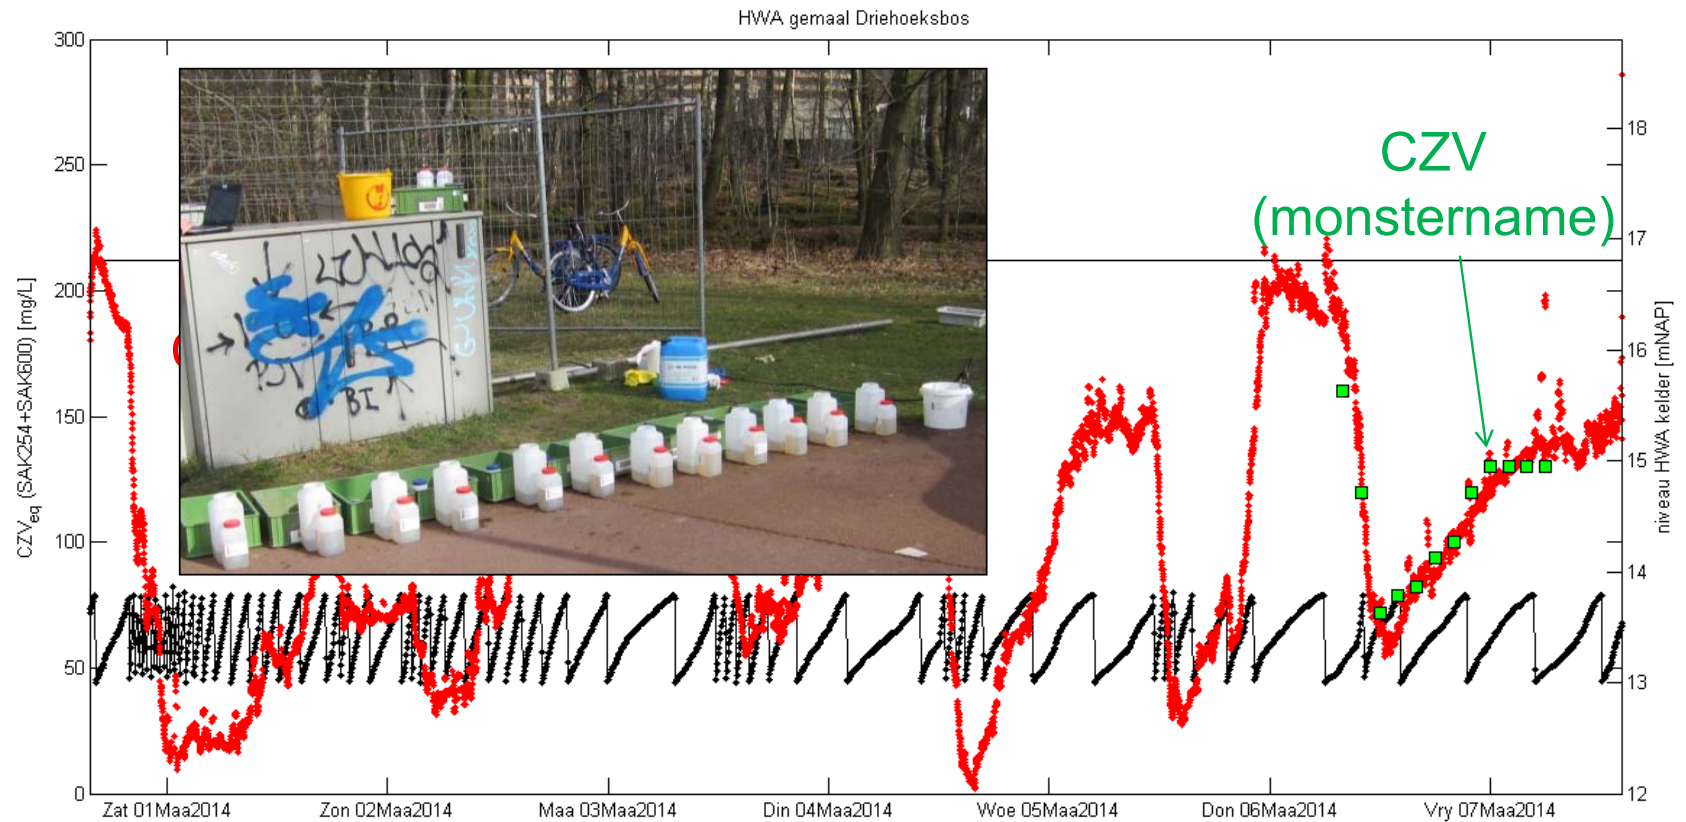 HWA gemaal Driehoeksbos
300
250
200
150
100
50
0
CZVeq (SAK254+SAK600) [mg/L]
CZV
(monstername)
18
17
16
15
14
13
12
niveau HWA kelder [mNAP]
BI
Zat 01Maa2014
Zon 02Maa2014
Maa 03Maa2014
Din 04Maa2014
Woe 05Maa2014
Don 06Maa2014
Vry 07Maa2014